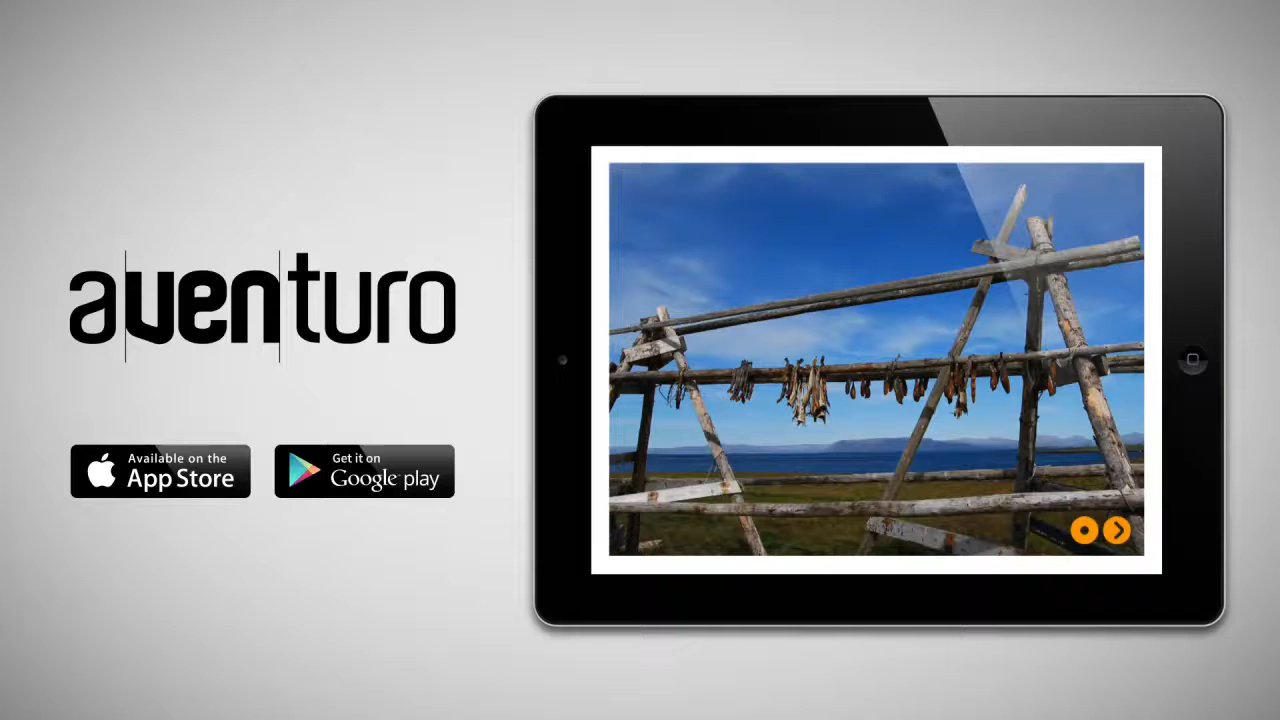 aventuro
Available on the
App Store
Get it on
Google play